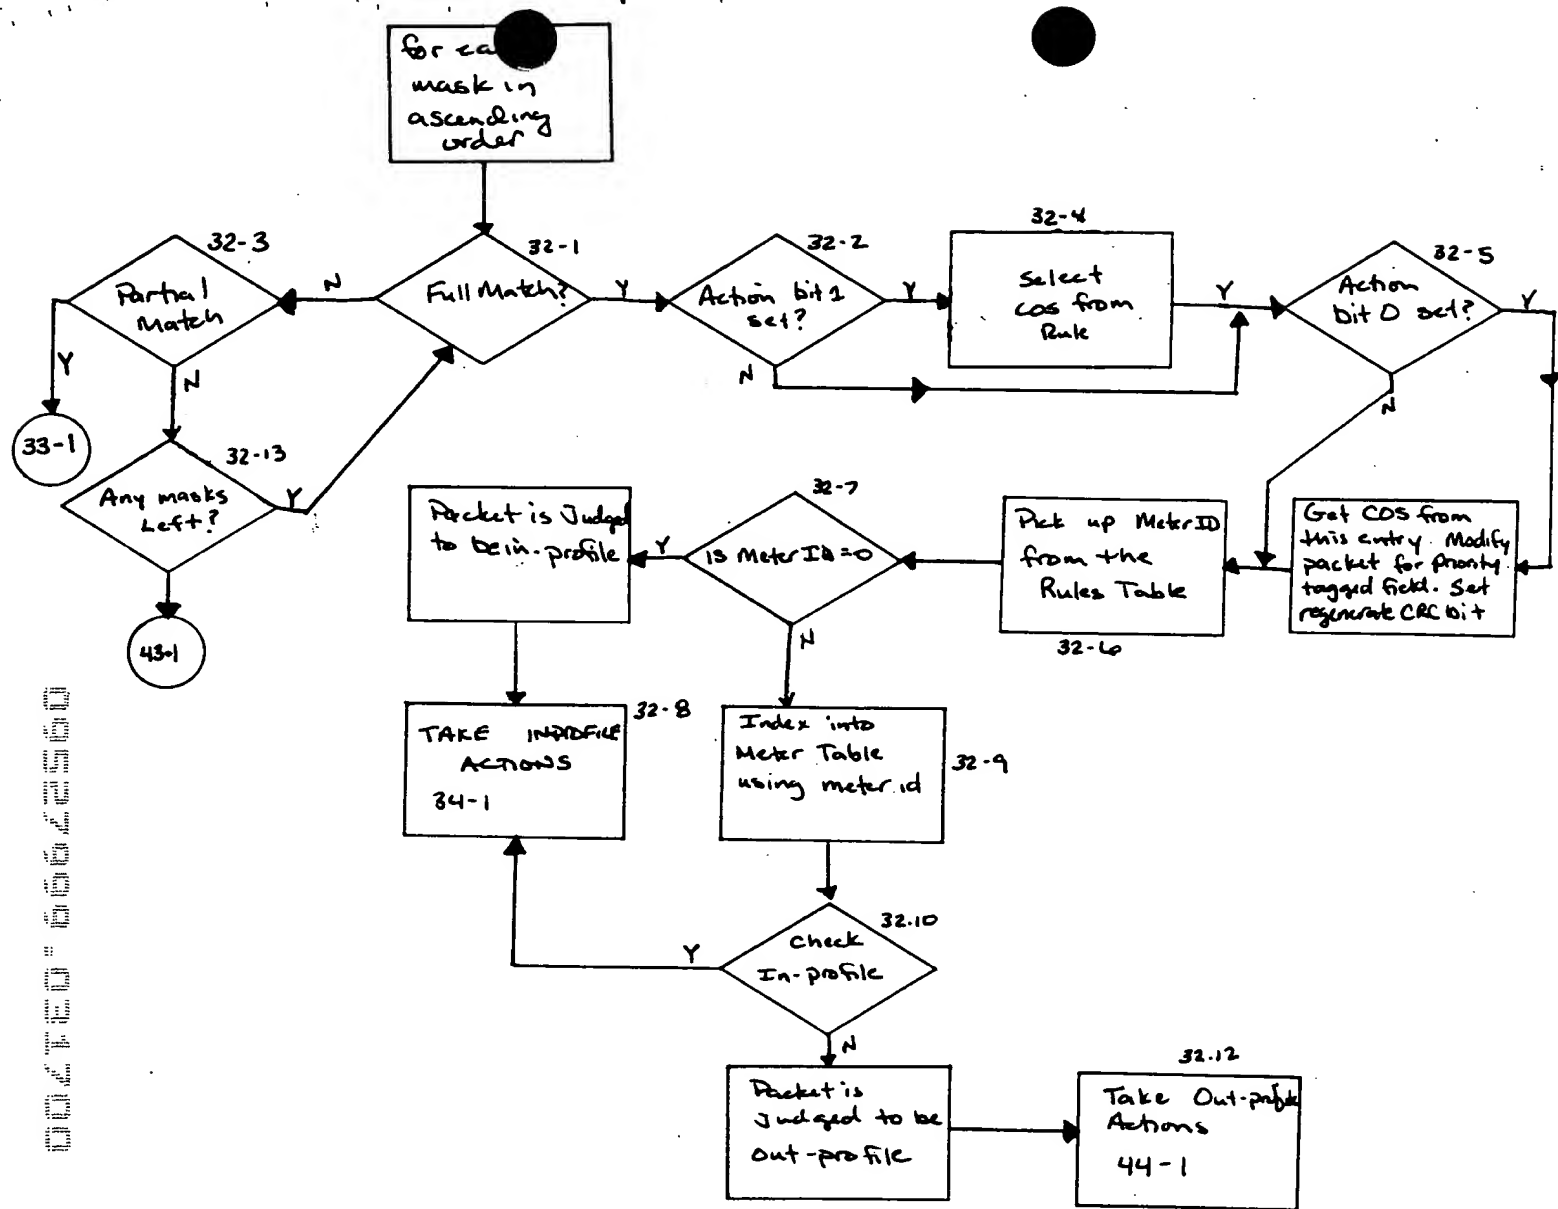 for
mask in
ascending
order
32-3
Partial
Match
32-1
Full Match?
N
Y
32-2
Action bit 1
set?
Y
N
32-4
Select
COS from
Rule
Y
32-5
Action
bit 0 set?
Y
N
Y
N
33-1
32-13
Any masks
Left?
Y
43-1
Packet is Judged
to be in-profile
Y
32-7
is Meter ID = 0
N
Pick up MeterID
from the
Rules Table
32-6
Get COS from
this entry. Modify
packet for Priority
tagged field. Set
regenerate CRC bit
TAKE INPROFILE
ACTIONS
34-1
32-8
Index into
Meter Table
using meter id
32-9
32.10
Check
In-profile
Y
N
Packet is
Judged to be
out-profile
32.12
Take Out-profile
Actions
44-1
09527999.031700